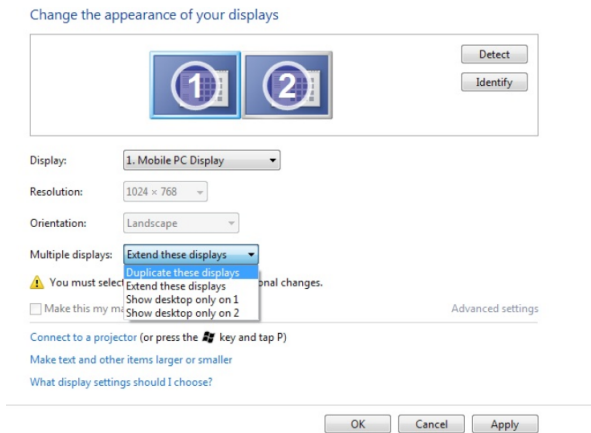 Change the appearance of your displays
1
2
Detect
Identify
Display:
1. Mobile PC Display
Resolution:
1024 × 768
Orientation:
Landscape
Multiple displays:
Extend these displays
Duplicate these displays
Extend these displays
Show desktop only on 1
Show desktop only on 2
You must select onal changes.
Make this my ma
Advanced settings
Connect to a projector (or press the key and tap P)
Make text and other items larger or smaller
What display settings should I choose?
OK
Cancel
Apply